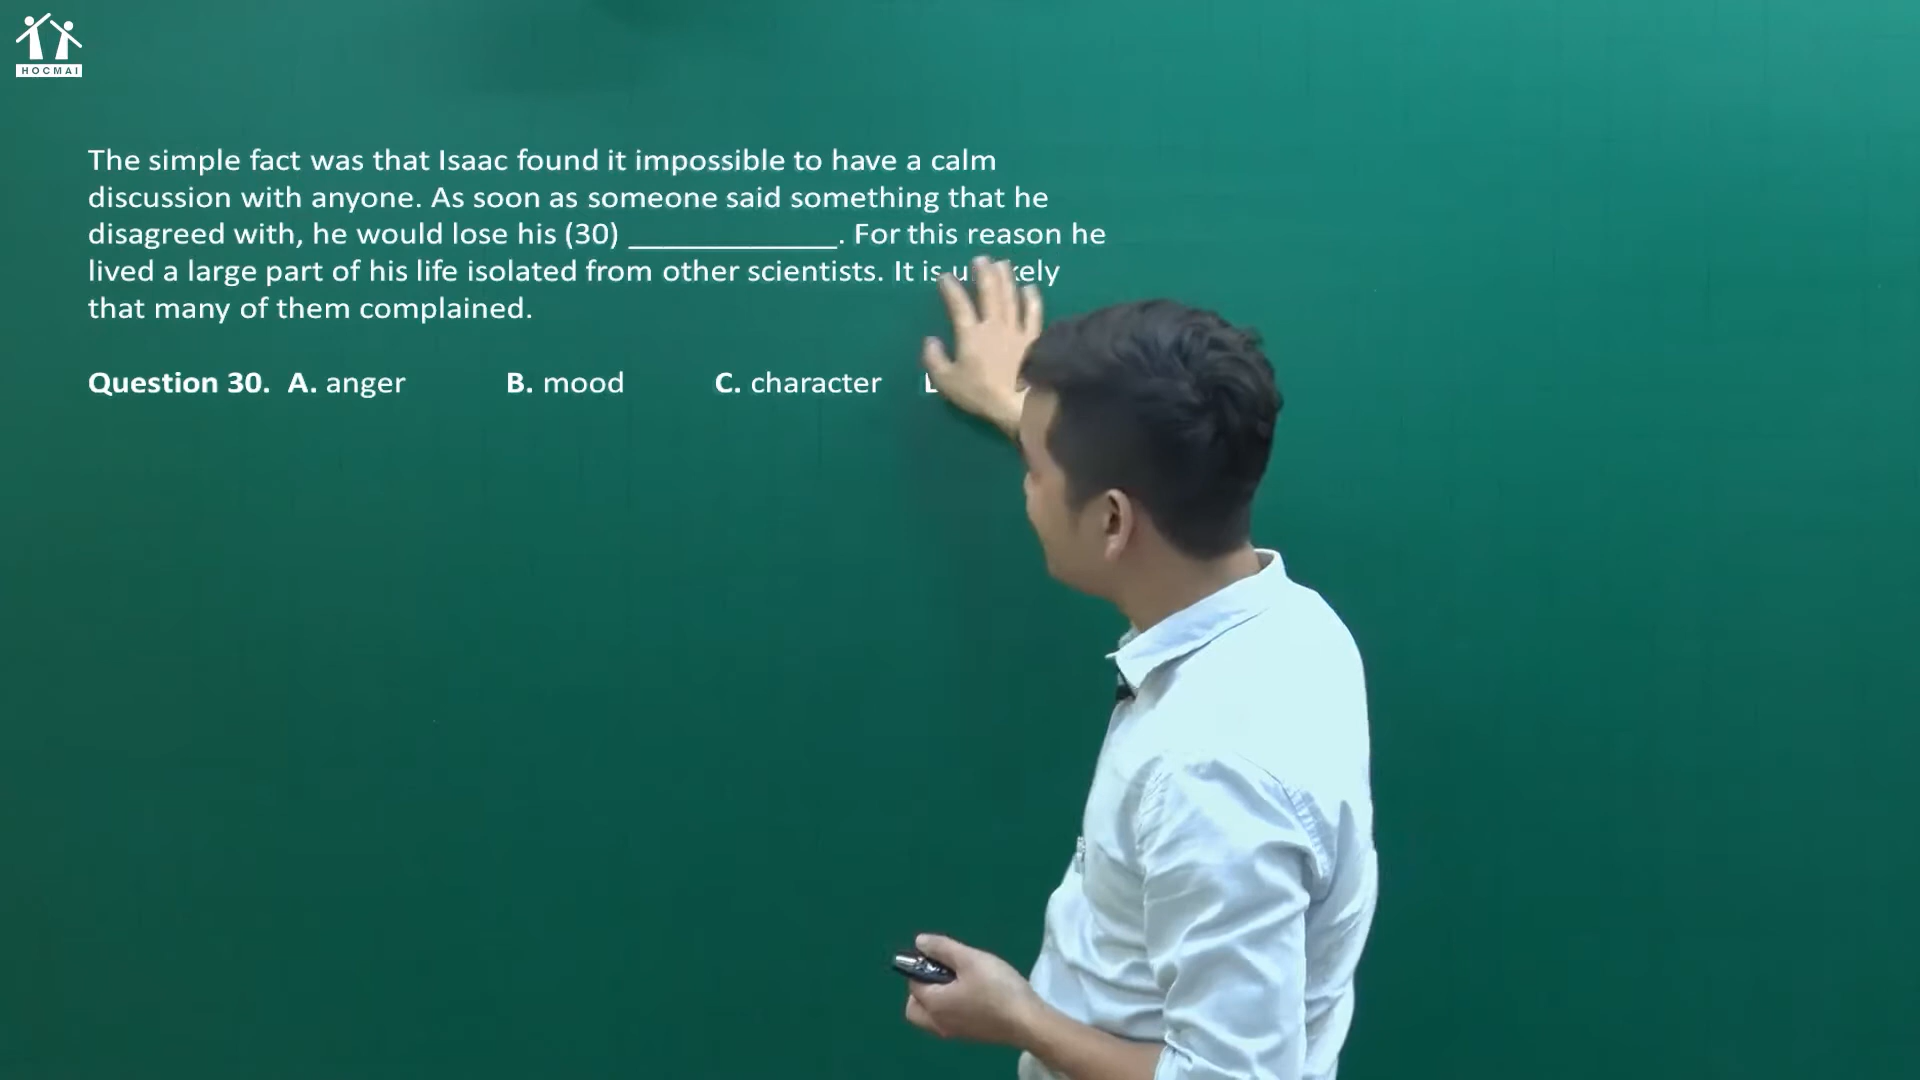 HOCMAI
The simple fact was that Isaac found it impossible to have a calm
discussion with anyone. As soon as someone said something that he
disagreed with, he would lose his (30) _____________. For this reason he
lived a large part of his life isolated from other scientists. It is
that many of them complained.
Question 30. A. anger B. mood C. character